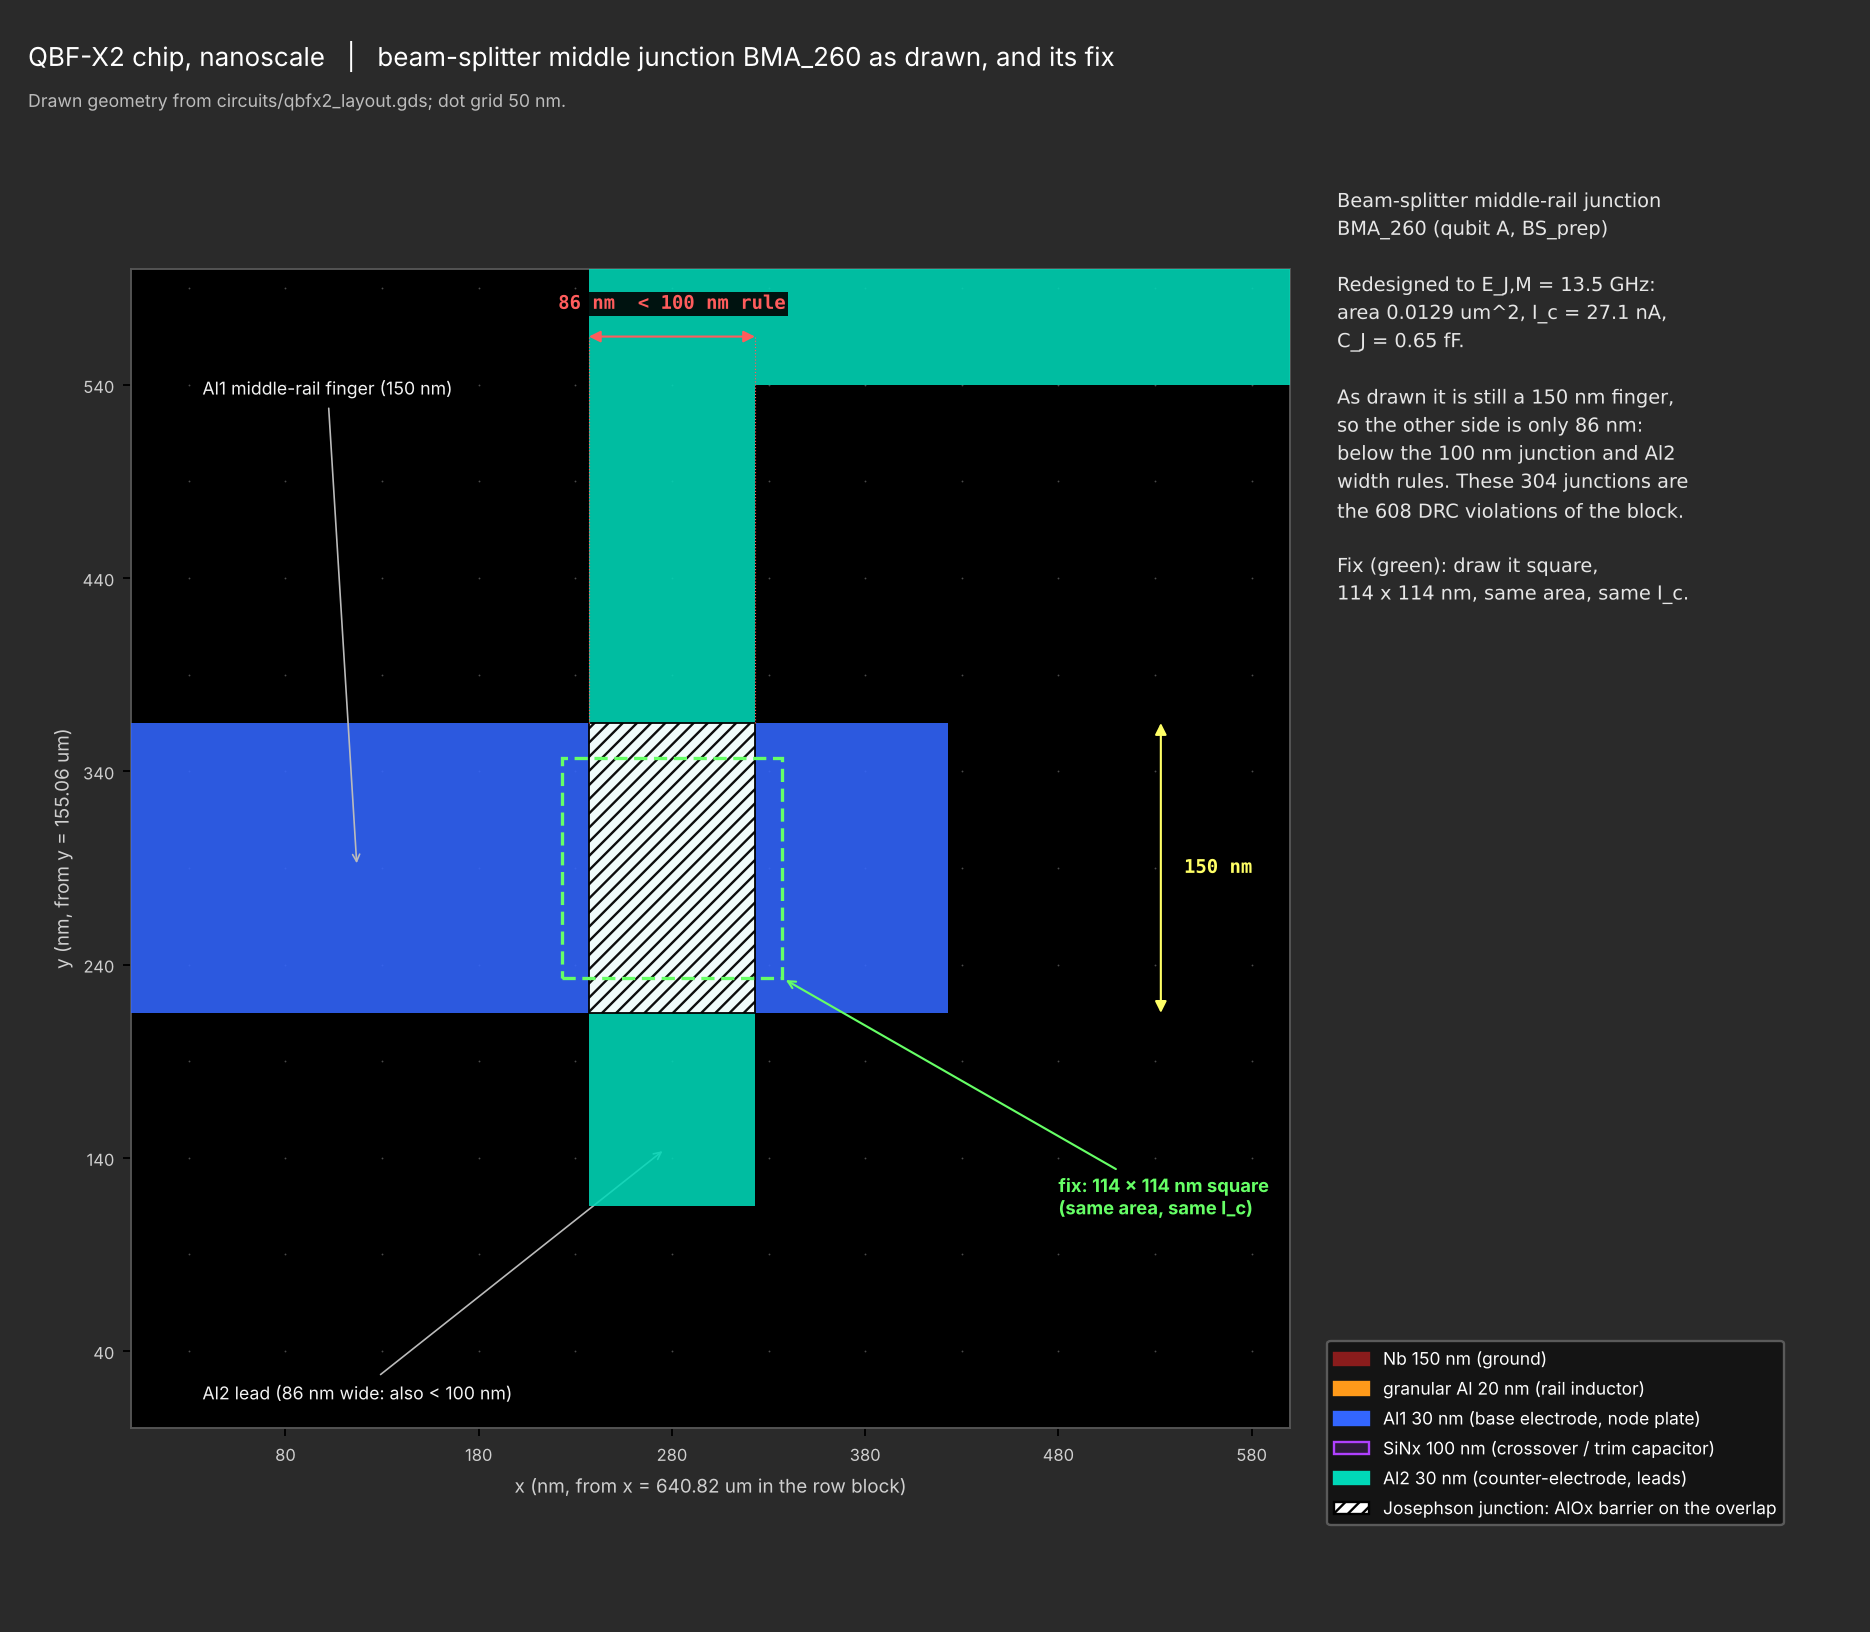 QBF-X2 chip, nanoscale | beam-splitter middle junction BMA_260 as drawn, and its fix
Drawn geometry from circuits/qbfx2_layout.gds; dot grid 50 nm.
Beam-splitter middle-rail junction
BMA_260 (qubit A, BS_prep)
Redesigned to E_J,M = 13.5 GHz:
area 0.0129 um^2, I_c = 27.1 nA,
C_J = 0.65 fF.
As drawn it is still a 150 nm finger,
so the other side is only 86 nm:
below the 100 nm junction and Al2
width rules. These 304 junctions are
the 608 DRC violations of the block.
Fix (green): draw it square,
114 x 114 nm, same area, same I_c.
86 nm < 100 nm rule
Al1 middle-rail finger (150 nm)
150 nm
fix: 114 × 114 nm square
(same area, same I_c)
Al2 lead (86 nm wide: also < 100 nm)
540
440
340
240
140
40
y (nm, from y = 155.06 um)
80
180
280
380
480
580
x (nm, from x = 640.82 um in the row block)
Nb 150 nm (ground)
granular Al 20 nm (rail inductor)
Al1 30 nm (base electrode, node plate)
SiNx 100 nm (crossover / trim capacitor)
Al2 30 nm (counter-electrode, leads)
Josephson junction: AlOx barrier on the overlap